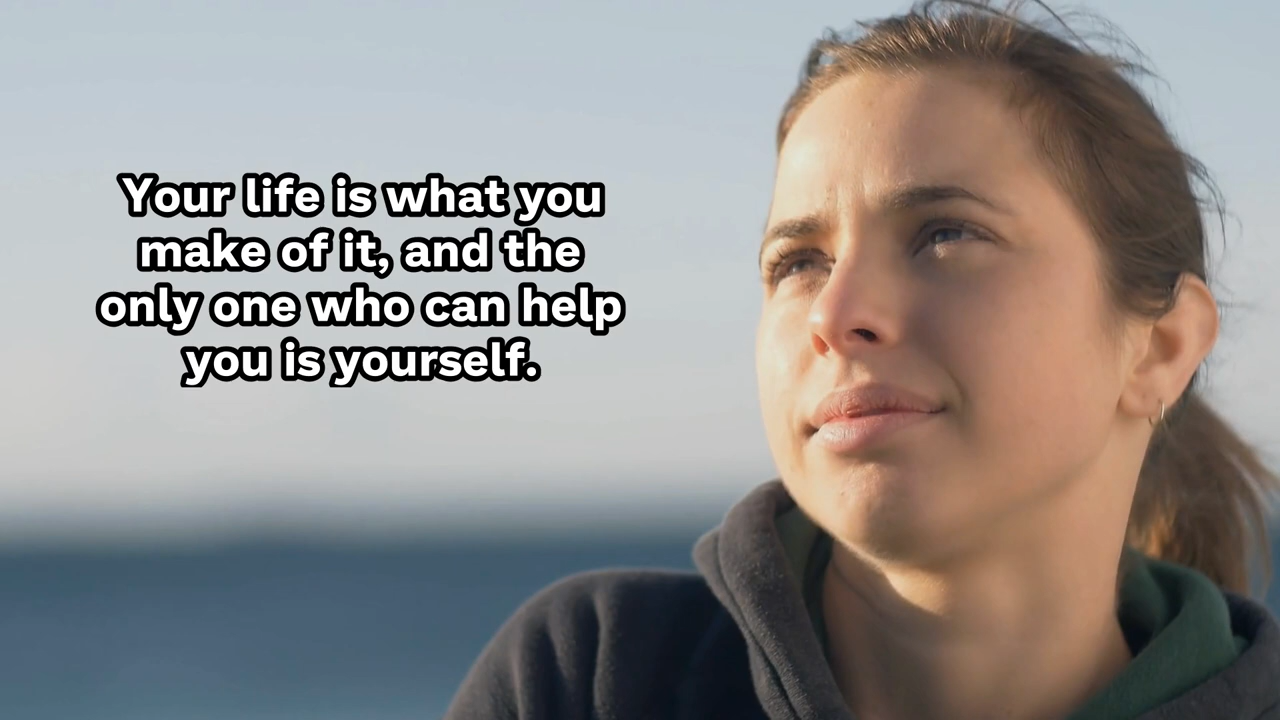 Your life is what you
make of it, and the
only one who can help
you is yourself.